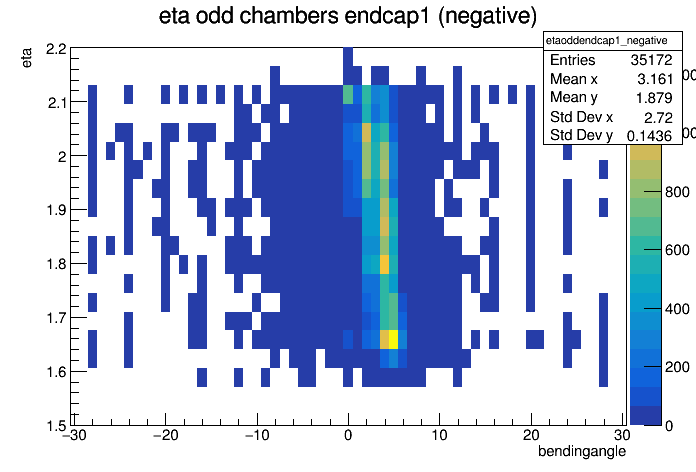 eta odd chambers endcap1 (negative)
etaoddendcap1_negative
Entries 35172
Mean x 3.161
Mean y 1.879
Std Dev x 2.72
Std Dev y 0.1436
eta
2.2
2.1
2
1.9
1.8
1.7
1.6
1.5
−30 −20 −10 0 10 20 30
bendingangle
800
600
400
200
0